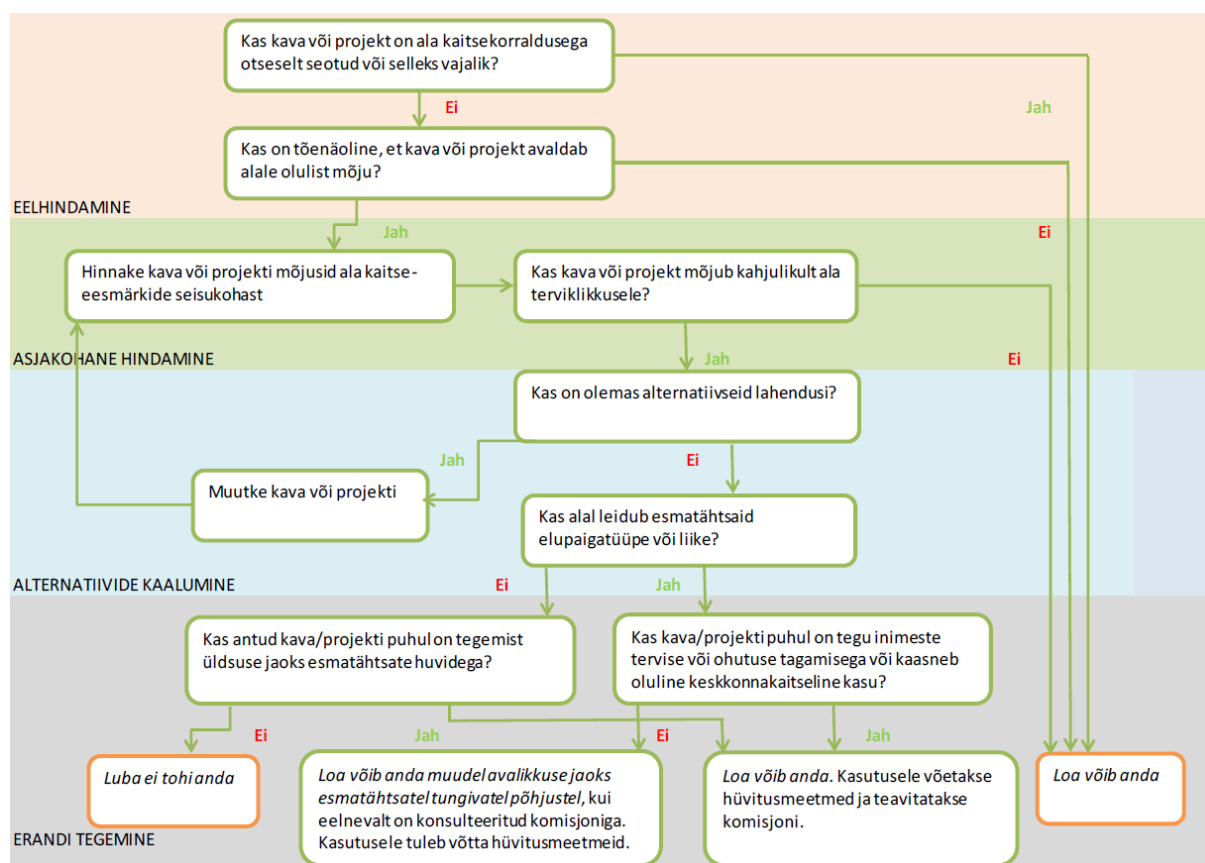 Kas kava või projekt on ala kaitsekorraldusega
otseselt seotud või selleks vajalik?
Ei
Jah
Kas on tõenäoline, et kava või projekt avaldab
alale olulist mõju?
EELHINDAMINE
Jah
Ei
Hinnake kava või projekti mõjusid ala kaitse-
eesmärkide seisukohast
Kas kava või projekt mõjub kahjulikult ala
terviklikkusele?
ASJAKOHANE HINDAMINE
Jah
Ei
Kas on olemas alternatiivseid lahendusi?
Jah
Ei
Muutke kava või projekti
Kas alal leidub esmatähtsaid
elupaigatüüpe või liike?
ALTERNATIIVIDE KAALUMINE
Ei
Jah
Kas antud kava/projekti puhul on tegemist
üldsuse jaoks esmatähtsate huvidega?
Kas kava/projekti puhul on tegu inimeste
tervise või ohutuse tagamisega või kaasneb
oluline keskkonnakaitseline kasu?
Ei
Jah
Ei
Jah
Luba ei tohi anda
Loa võib anda muudel avalikkuse jaoks
esmatähtsatel tungivatel põhjustel, kui
eelnevalt on konsulteeritud komisjoniga.
Kasutusele tuleb võtta hüvitusmeetmeid.
Loa võib anda. Kasutusele võetakse
hüvitusmeetmed ja teavitatakse
komisjoni.
Loa võib anda
ERANDI TEGEMINE